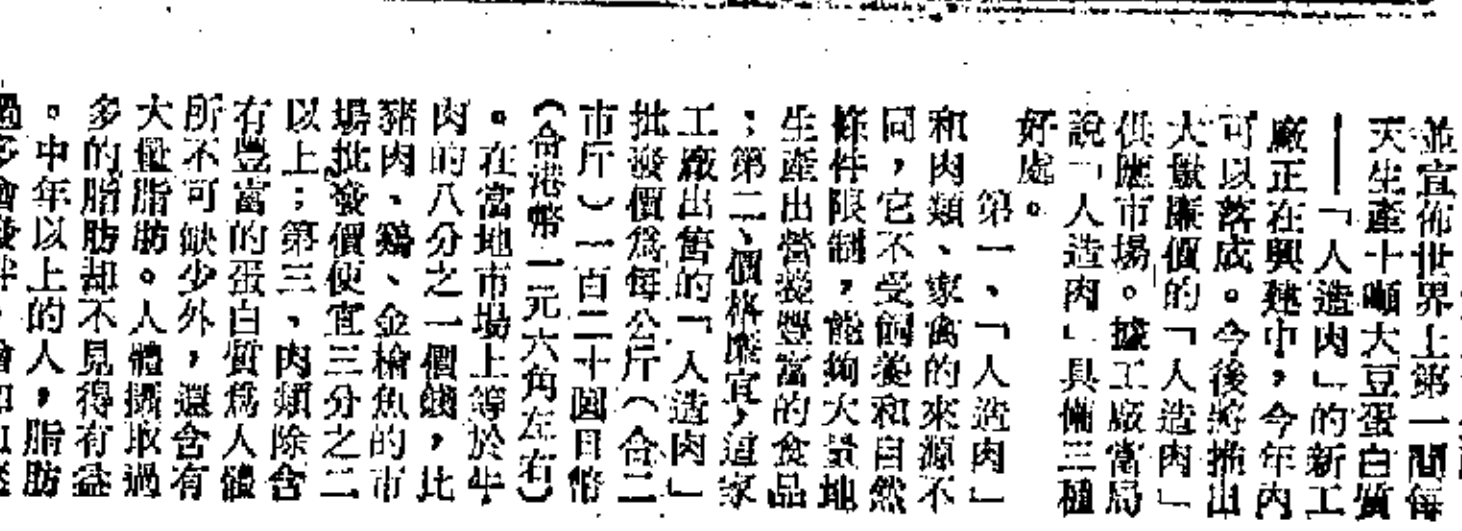 並宣佈世界上第一間每
天生產十噸大豆蛋白質
——「人造肉」的新工
廠正在興建中，今年內
可以落成。今後將推出
大量廉價的「人造肉」
供應市場。據工廠當局
說「人造肉」具備三種
好處。
第一、「人造肉」
和肉類、家禽的來源不
同，它不受飼養和自然
條件限制，能夠大量地
生產出營養豐富的食品
；第二、價格廉宜，這家
工廠出售的「人造肉」
批發價爲每公斤（合二
市斤）一百二十圓日幣
（合港幣二元六角左右）
。在當地市場上等於牛
肉的八分之一價錢，比
豬肉、鷄、金槍魚的市
場批發價便宜三分之二
以上；第三、肉類除含
有豐富的蛋白質爲人體
所不可缺少外，還含有
大量脂肪。人體攝取過
多的脂肪却不見得有益
。中年以上的人，脂肪